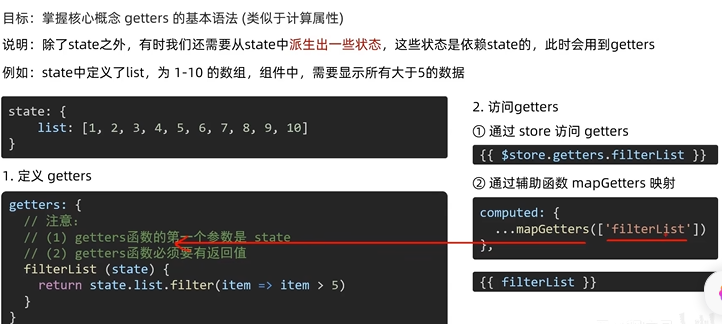 目标：掌握核心概念 getters 的基本语法 (类似于计算属性)
说明：除了state之外，有时我们还需要从state中派生出一些状态，这些状态是依赖state的，此时会用到getters
例如：state中定义了list，为 1-10 的数组，组件中，需要显示所有大于5的数据
state: {
    list: [1, 2, 3, 4, 5, 6, 7, 8, 9, 10]
}
1. 定义 getters
getters: {
  // 注意：
  // (1) getters函数的第一个参数是 state
  // (2) getters函数必须要有返回值
  filterList (state) {
    return state.list.filter(item => item > 5)
  }
}
2. 访问getters
① 通过 store 访问 getters
{{ $store.getters.filterList }}
② 通过辅助函数 mapGetters 映射
computed: {
  ...mapGetters(['filterList'])
},
{{ filterList }}